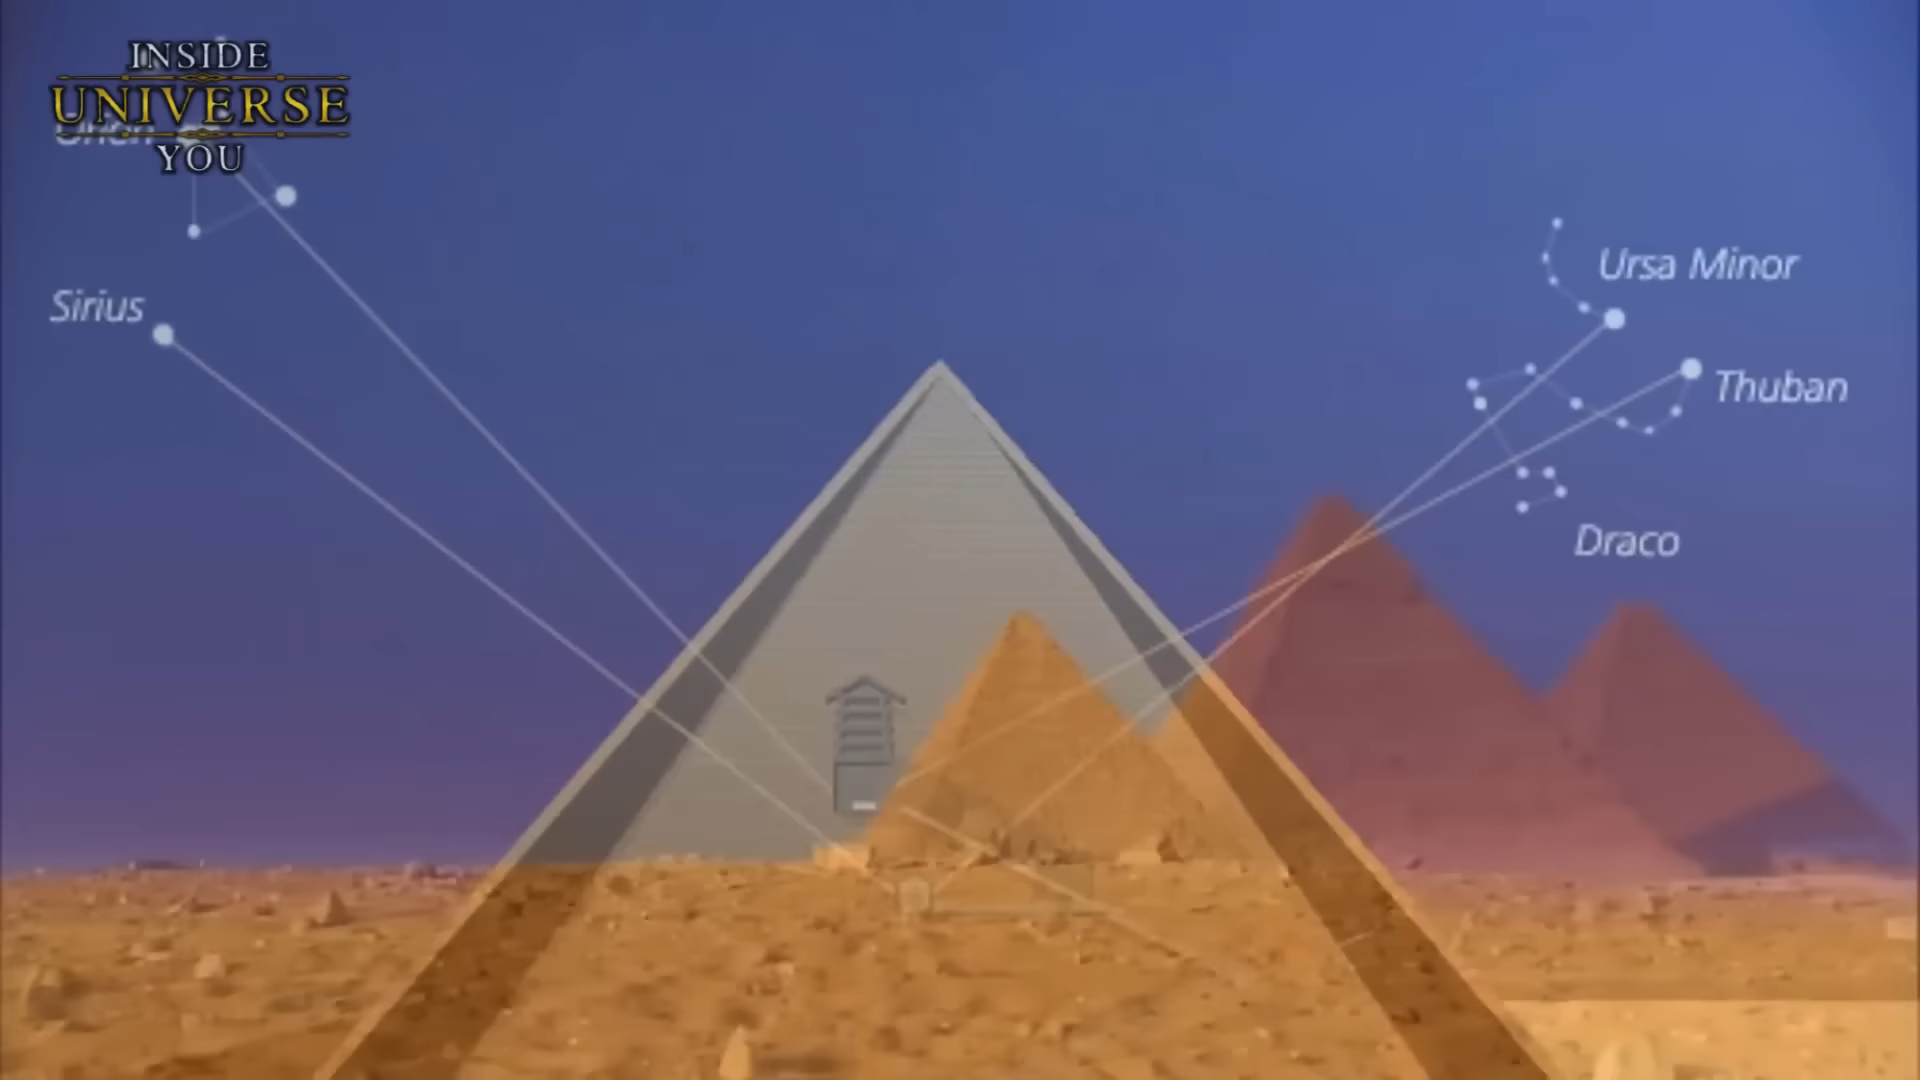 INSIDE
UNIVERSE
YOU
Sirius
Ursa Minor
Thuban
Draco